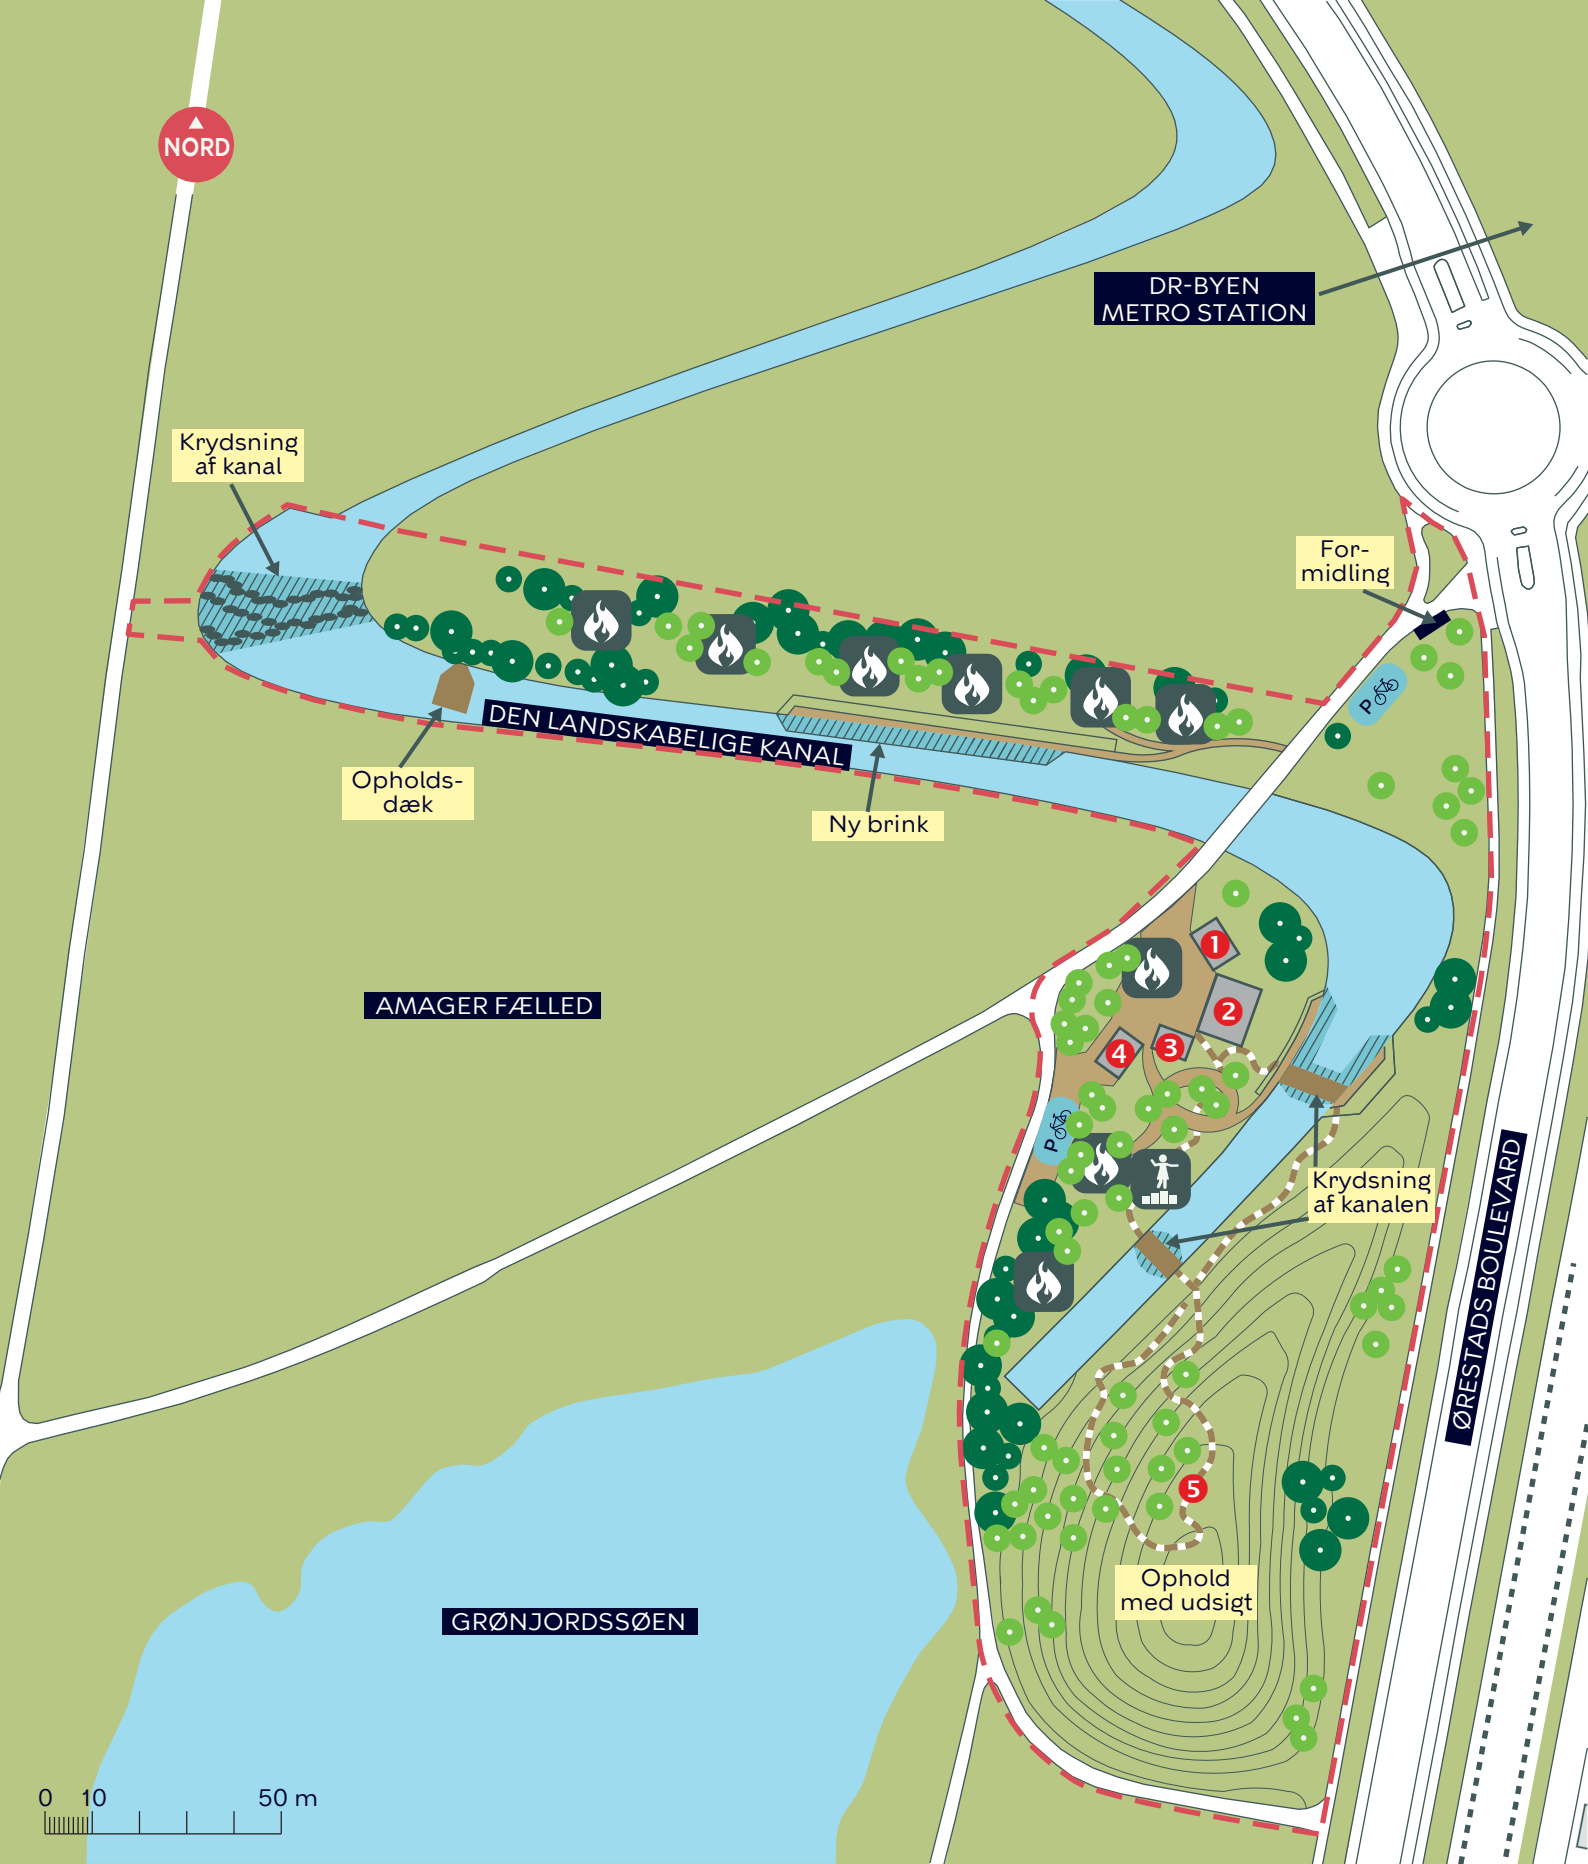 NORD
DR-BYEN
METRO STATION
Krydsning
af kanal
For-
midling
P
DEN LANDSKABELIGE KANAL
Opholds-
dæk
Ny brink
1
2
3
4
AMAGER FÆLLED
P
Krydsning
af kanalen
ØRESTADS BOULEVARD
5
Ophold
med udsigt
GRØNJORDSSØEN
0 10 50 m